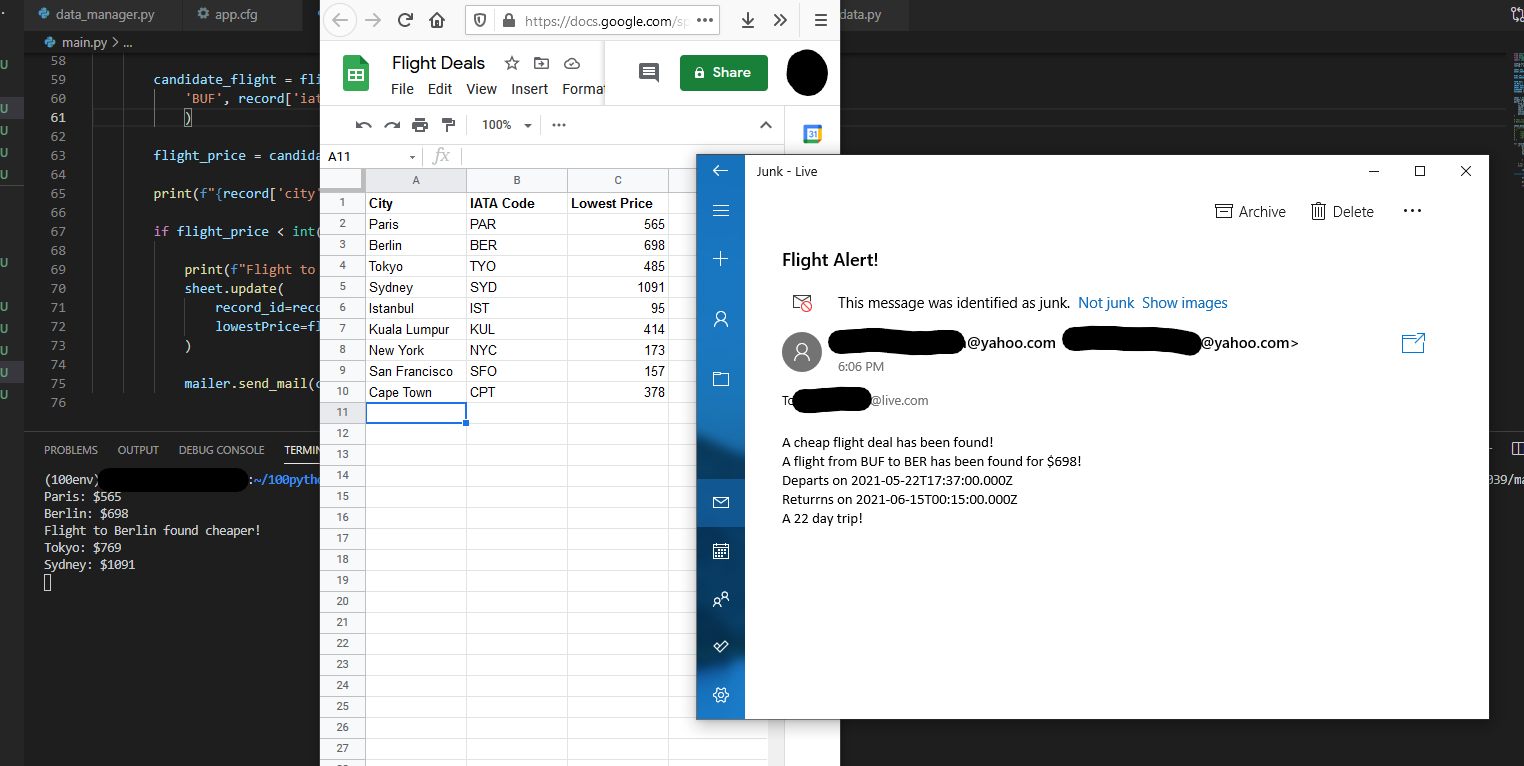 data_manager.py
app.cfg
data.py
main.py > ...
58
59 candidate_flight = fli
60 'BUF', record['iat
61 )
62
63 flight_price = candida
64
65 print(f"{record['city'
66
67 if flight_price < int(
68
69 print(f"Flight to
70 sheet.update(
71 record_id=reco
72 lowestPrice=fl
73 )
74
75 mailer.send_mail(c
76
PROBLEMS OUTPUT DEBUG CONSOLE TERMIN
(100env) :~/100pytho
Paris: $565
Berlin: $698
Flight to Berlin found cheaper!
Tokyo: $769
Sydney: $1091
039/ma
https://docs.google.com/sp
Flight Deals
File Edit View Insert Format
Share
100%
31
A11 fx
A B C
1 City IATA Code Lowest Price
2 Paris PAR 565
3 Berlin BER 698
4 Tokyo TYO 485
5 Sydney SYD 1091
6 Istanbul IST 95
7 Kuala Lumpur KUL 414
8 New York NYC 173
9 San Francisco SFO 157
10 Cape Town CPT 378
11
12
13
14
15
16
17
18
19
20
21
22
23
24
25
26
27
Junk - Live
Archive Delete
Flight Alert!
This message was identified as junk. Not junk Show images
@yahoo.com @yahoo.com>
6:06 PM
To @live.com
A cheap flight deal has been found!
A flight from BUF to BER has been found for $698!
Departs on 2021-05-22T17:37:00.000Z
Returrns on 2021-06-15T00:15:00.000Z
A 22 day trip!
U
U
U
U
U
U
U
U
U
U
U